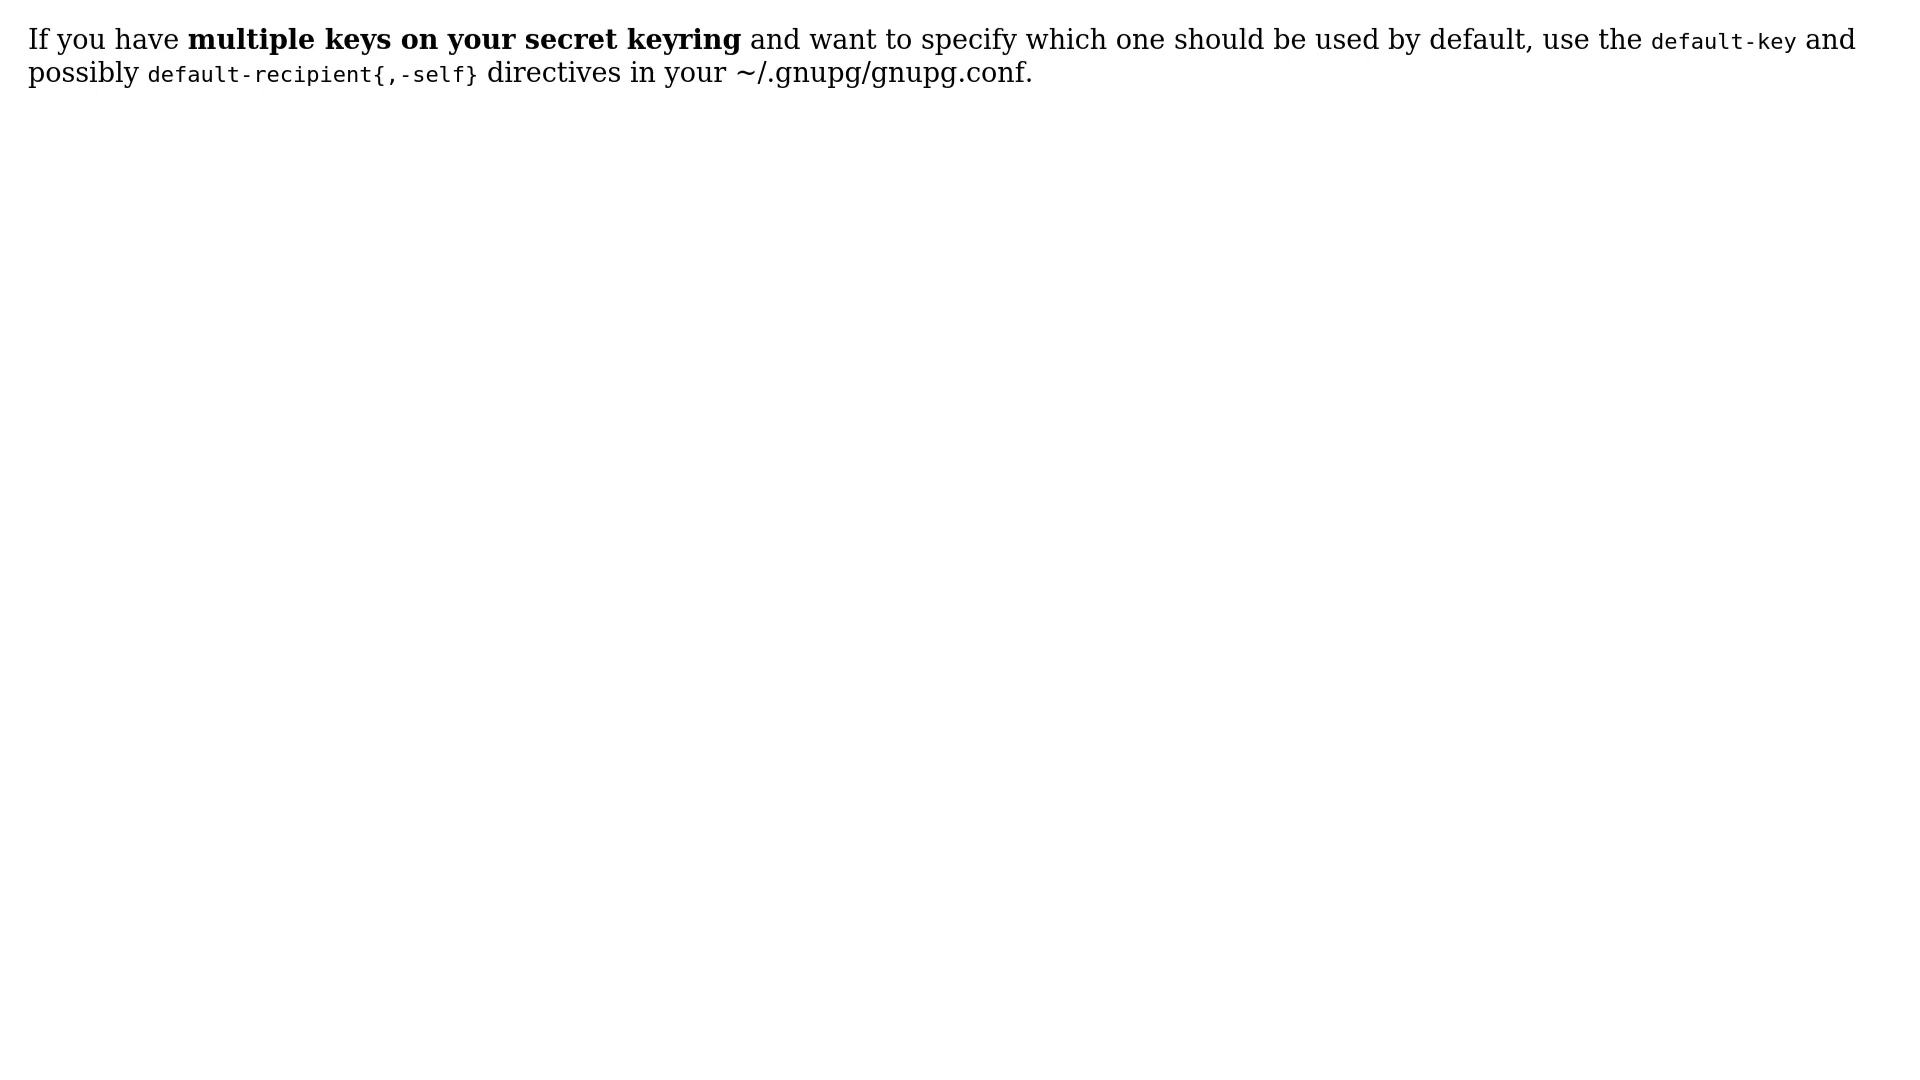 If you have multiple keys on your secret keyring and want to specify which one should be used by default, use the default-key and
possibly default-recipient{,-self} directives in your ~/.gnupg/gnupg.conf.